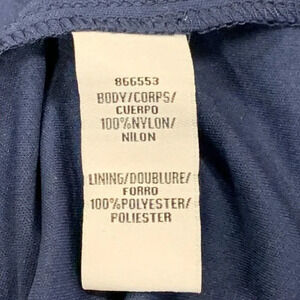 866553
BODY/CORPS/
CUERPO
100%NYLON/
NILON
LINING/DOUBLURE/
FORRO
100%POLYESTER/
POLIESTER